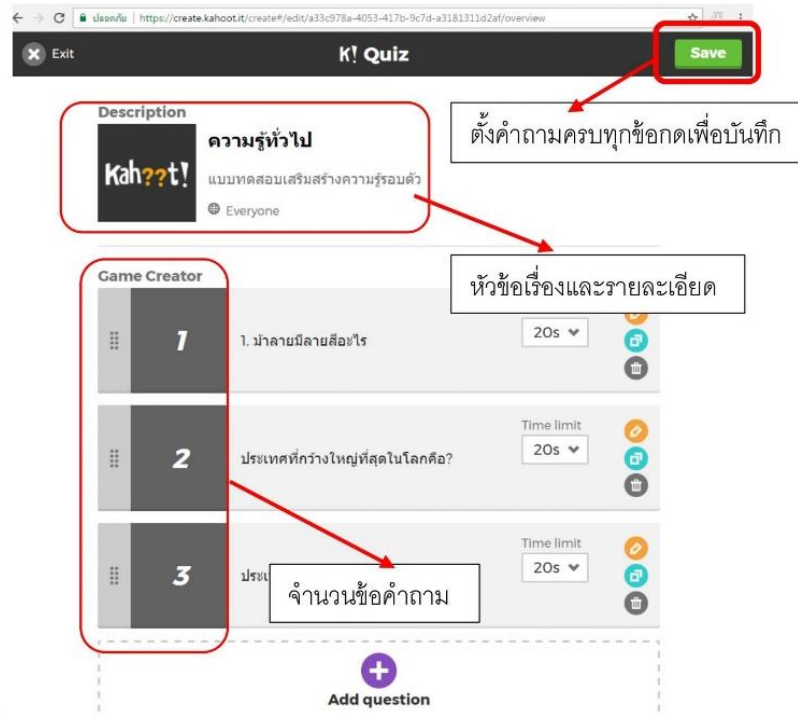 ปลอดภัย | https://create.kahoot.it/create#/edit/a33c978a-4053-417b-9c7d-a3181311d2af/overview
Exit
K! Quiz
Save
ตั้งคำถามครบทุกข้อกดเพื่อบันทึก
Description
Kah??t!
ความรู้ทั่วไป
แบบทดสอบเสริมสร้างความรู้รอบตัว
Everyone
หัวข้อเรื่องและรายละเอียด
Game Creator
1
1. ม้าลายมีลายสีอะไร
20s
2
ประเทศที่กว้างใหญ่ที่สุดในโลกคือ?
Time limit
20s
3
Time limit
20s
จำนวนข้อคำถาม
Add question